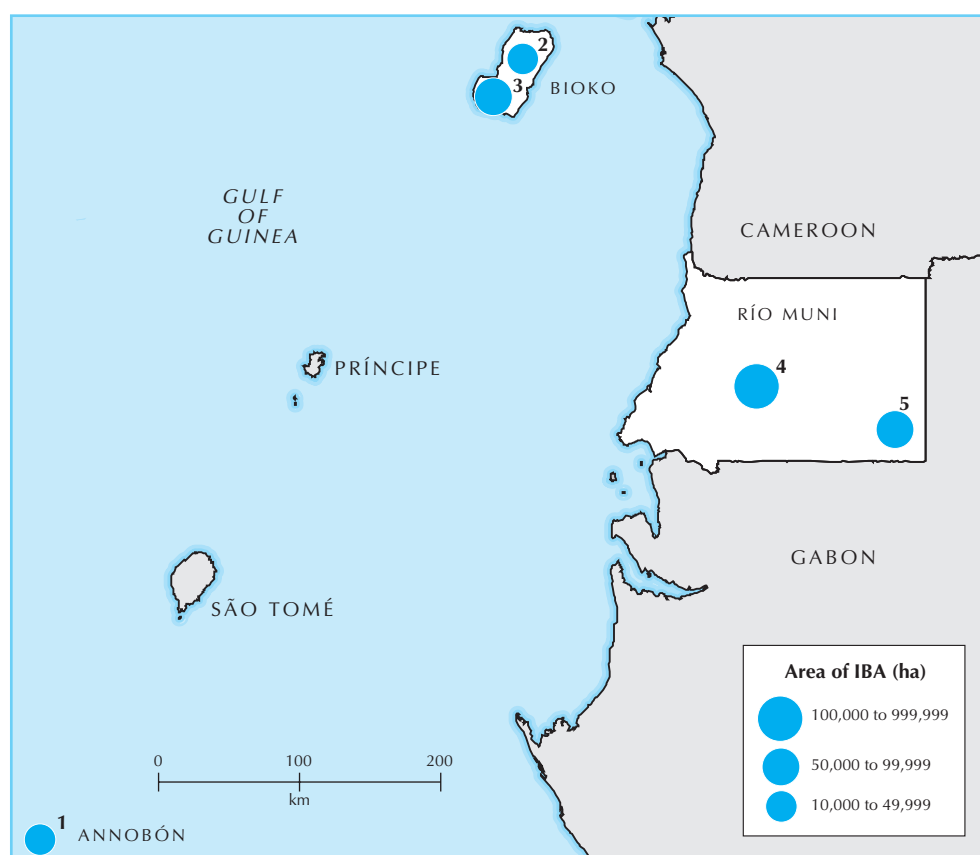 2
3
BIOKO
GULF
OF
GUINEA
CAMEROON
RÍO MUNI
PRÍNCIPE
4
5
GABON
SÃO TOMÉ
Area of IBA (ha)
100,000 to 999,999
50,000 to 99,999
10,000 to 49,999
0 100 200
km
1
ANNOBÓN